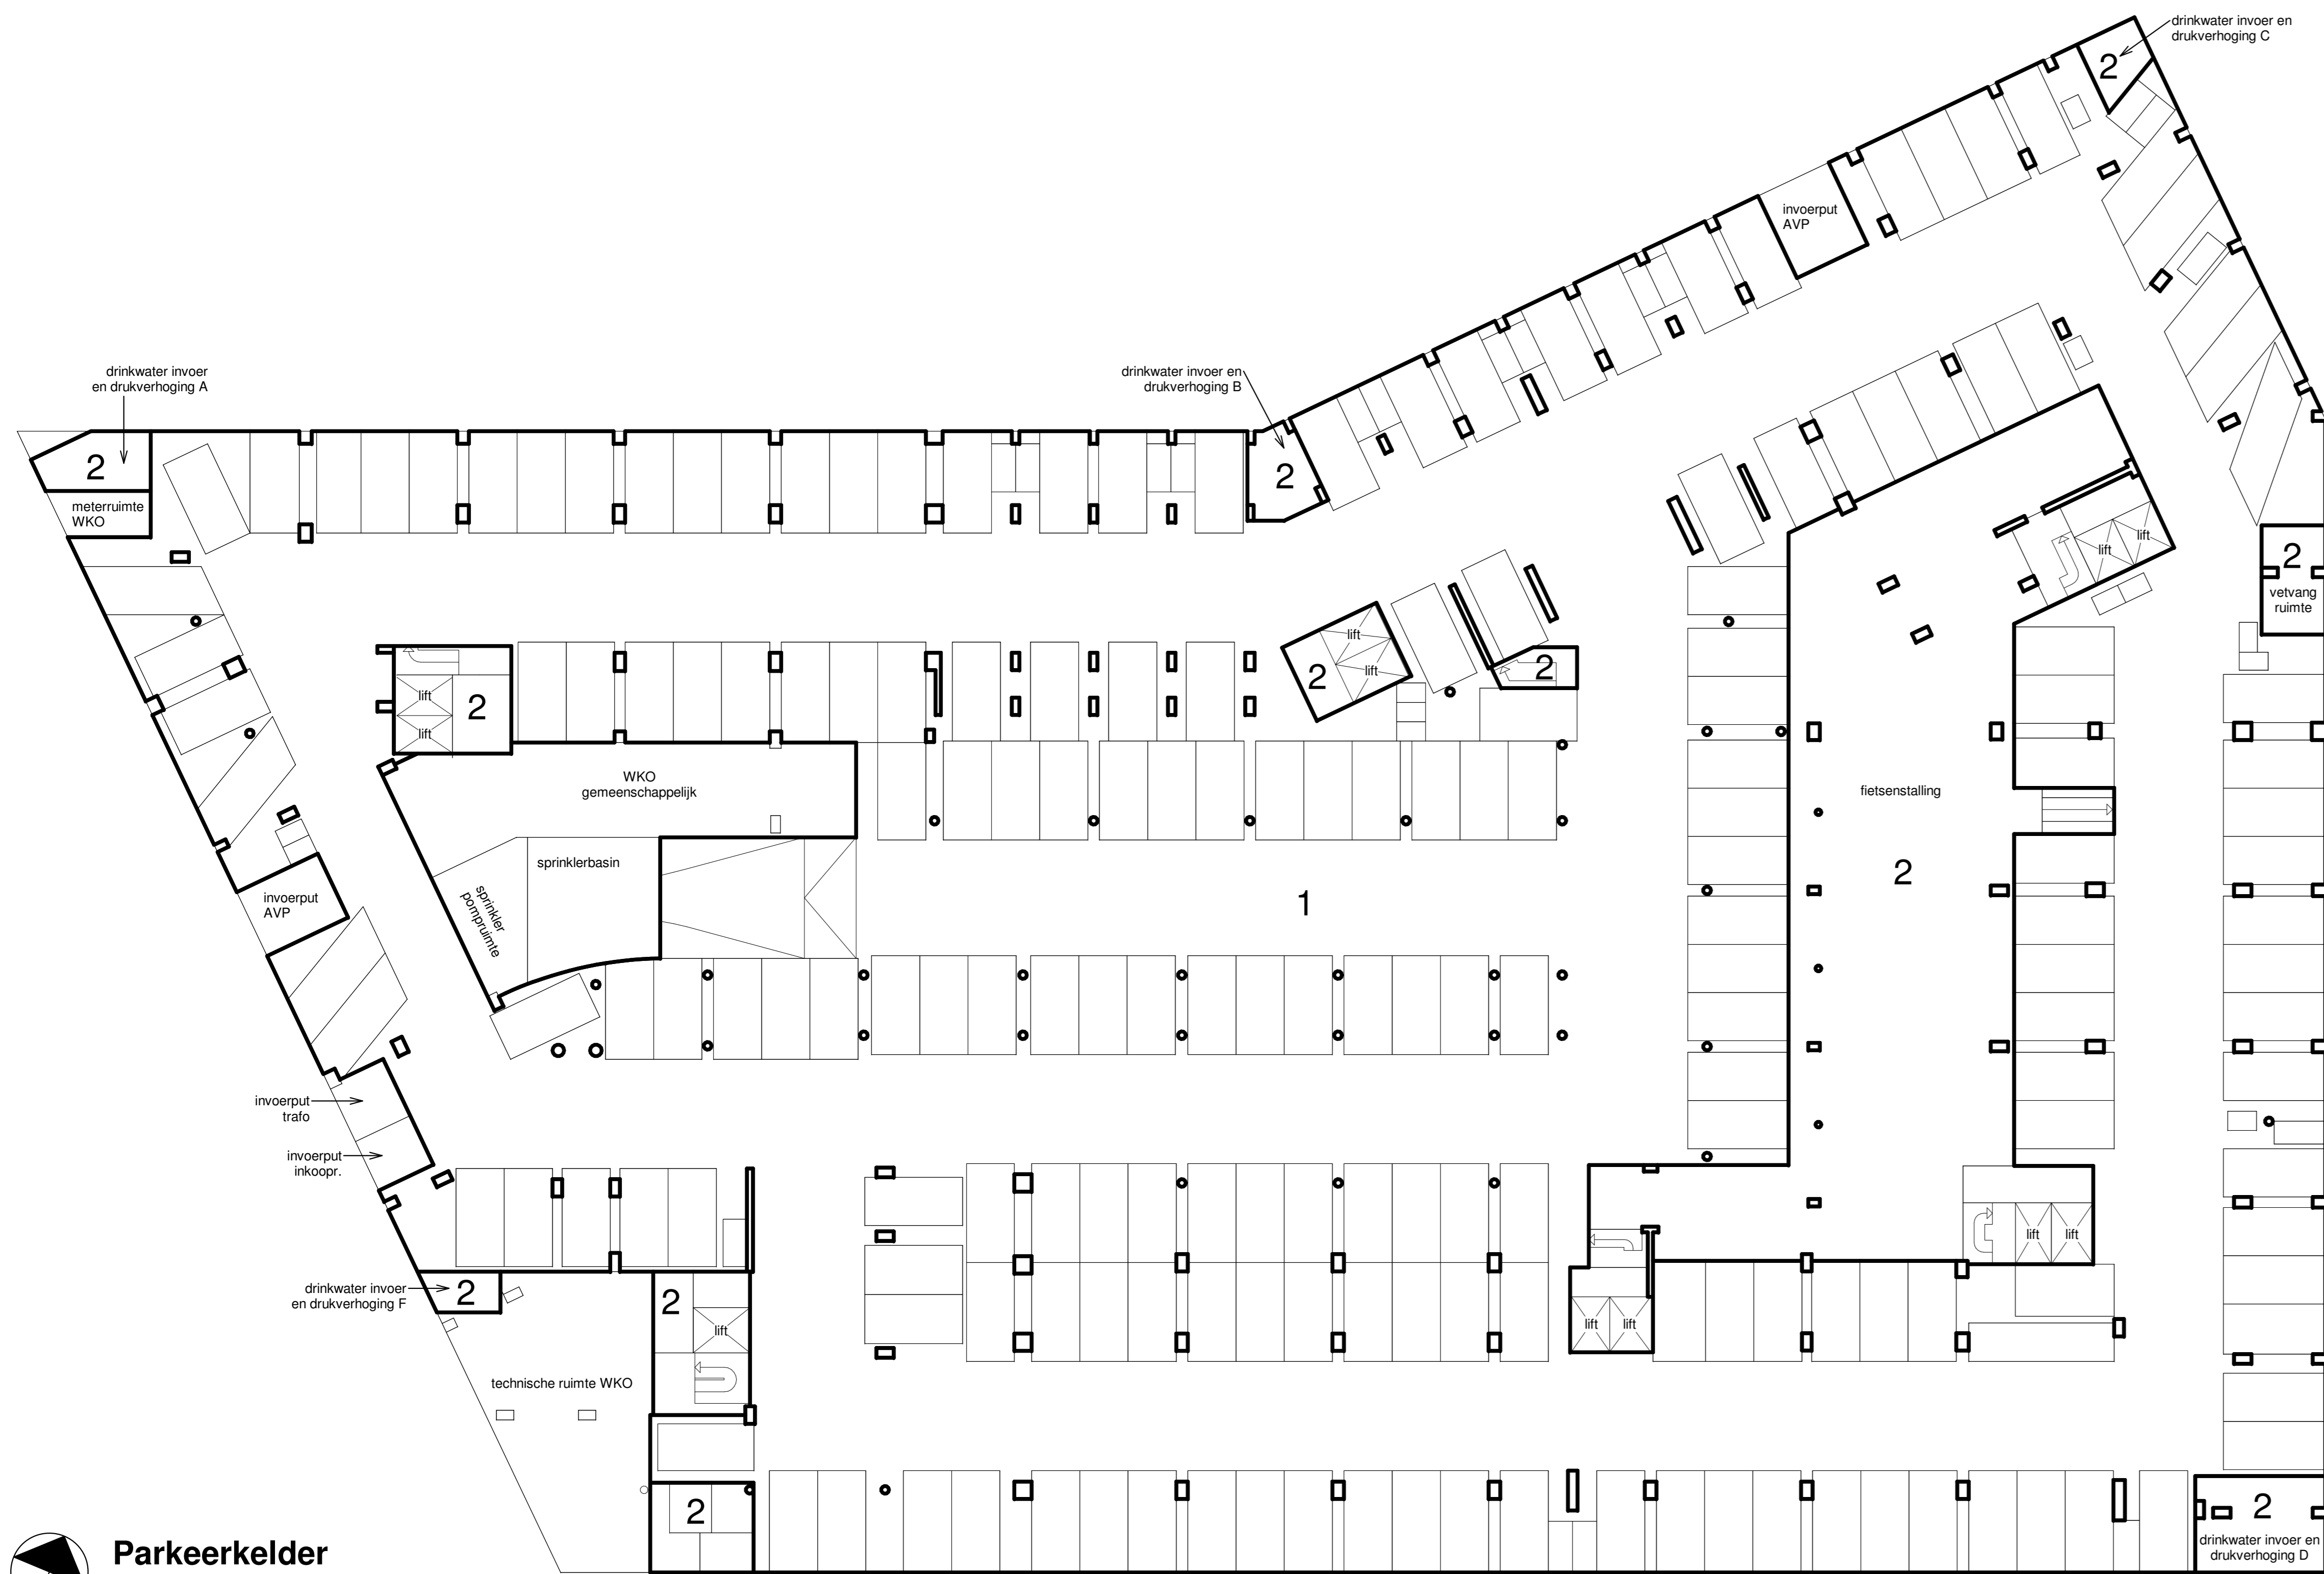 drinkwater invoer en
drukverhoging C
2
invoerput
AVP
drinkwater invoer
en drukverhoging A
drinkwater invoer en
drukverhoging B
2
2
meterruimte
WKO
lift
lift
2
vetvang
ruimte
lift
lift
2
2
lift
lift
2
WKO
gemeenschappelijk
fietsenstalling
sprinklerbasin
2
1
invoerput
AVP
sprinkler
pompruimte
invoerput
trafo
invoerput
inkoopr.
lift
lift
drinkwater invoer
en drukverhoging F
2
2
lift
lift
lift
technische ruimte WKO
2
2
drinkwater invoer en
drukverhoging D
Parkeerkelder